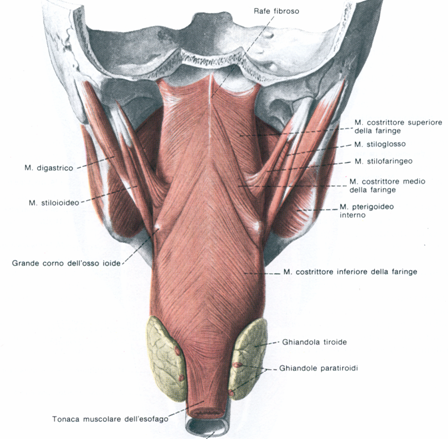 Rafe fibroso
M. costrittore superiore
della faringe
M. stiloglosso
M. stilofaringeo
M. digastrico
M. costrittore medio
della faringe
M. stiloioideo
M. pterigoideo
interno
Grande corno dell'osso ioide
M. costrittore inferiore della faringe
Ghiandola tiroide
Ghiandole paratiroidi
Tonaca muscolare dell'esofago